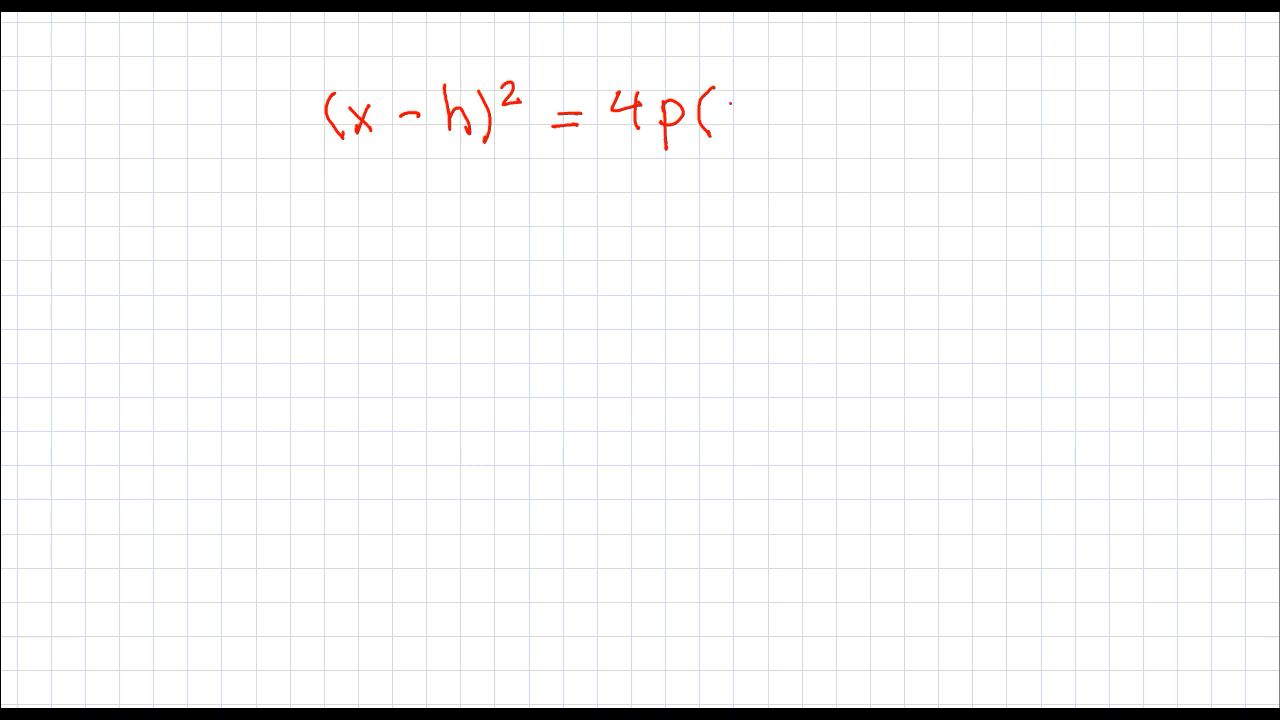 (x - h)² = 4p(